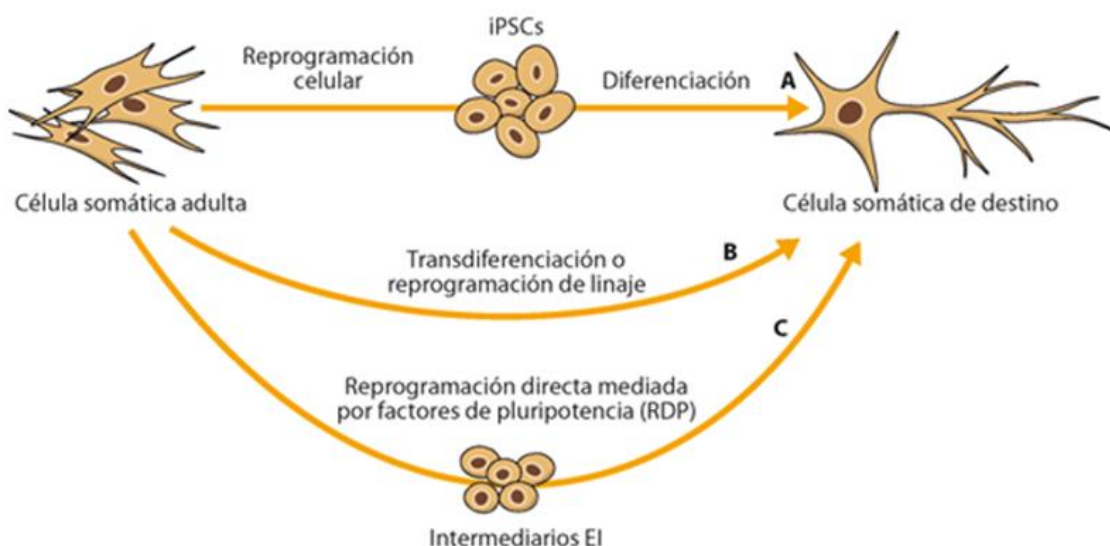 iPSCs
Reprogramación
celular
Diferenciación
A
Célula somática adulta
Célula somática de destino
Transdiferenciación o
reprogramación de linaje
B
C
Reprogramación directa mediada
por factores de pluripotencia (RDP)
Intermediarios EI